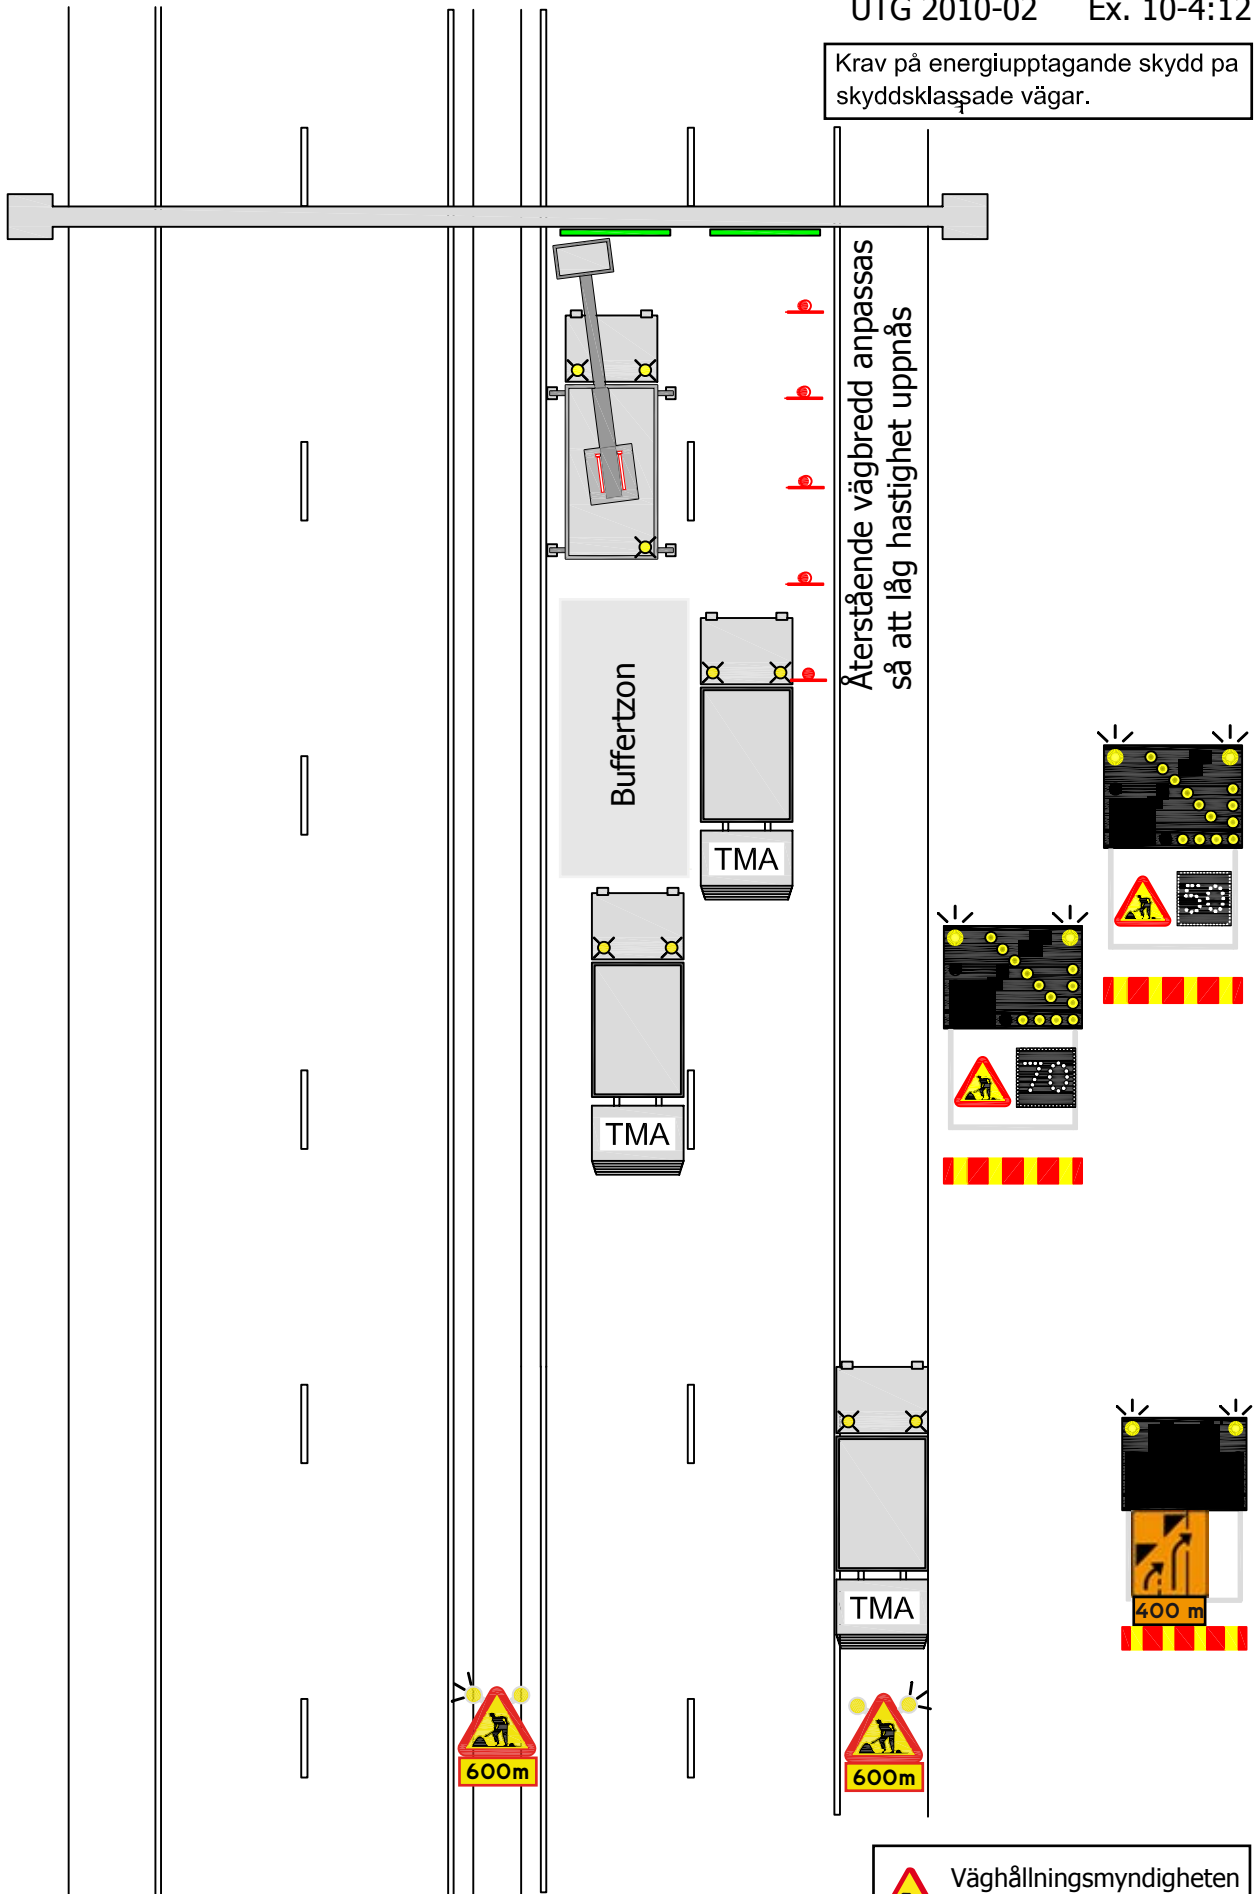 UTG 2010-02 Ex. 10-4:12
Krav på energiupptagande skydd pa
skyddsklassade vägar.
Återstående vägbredd anpassas
så att låg hastighet uppnås
Buffertzon
TMA
50
70
TMA
400 m
TMA
600m
600m
Väghållningsmyndigheten